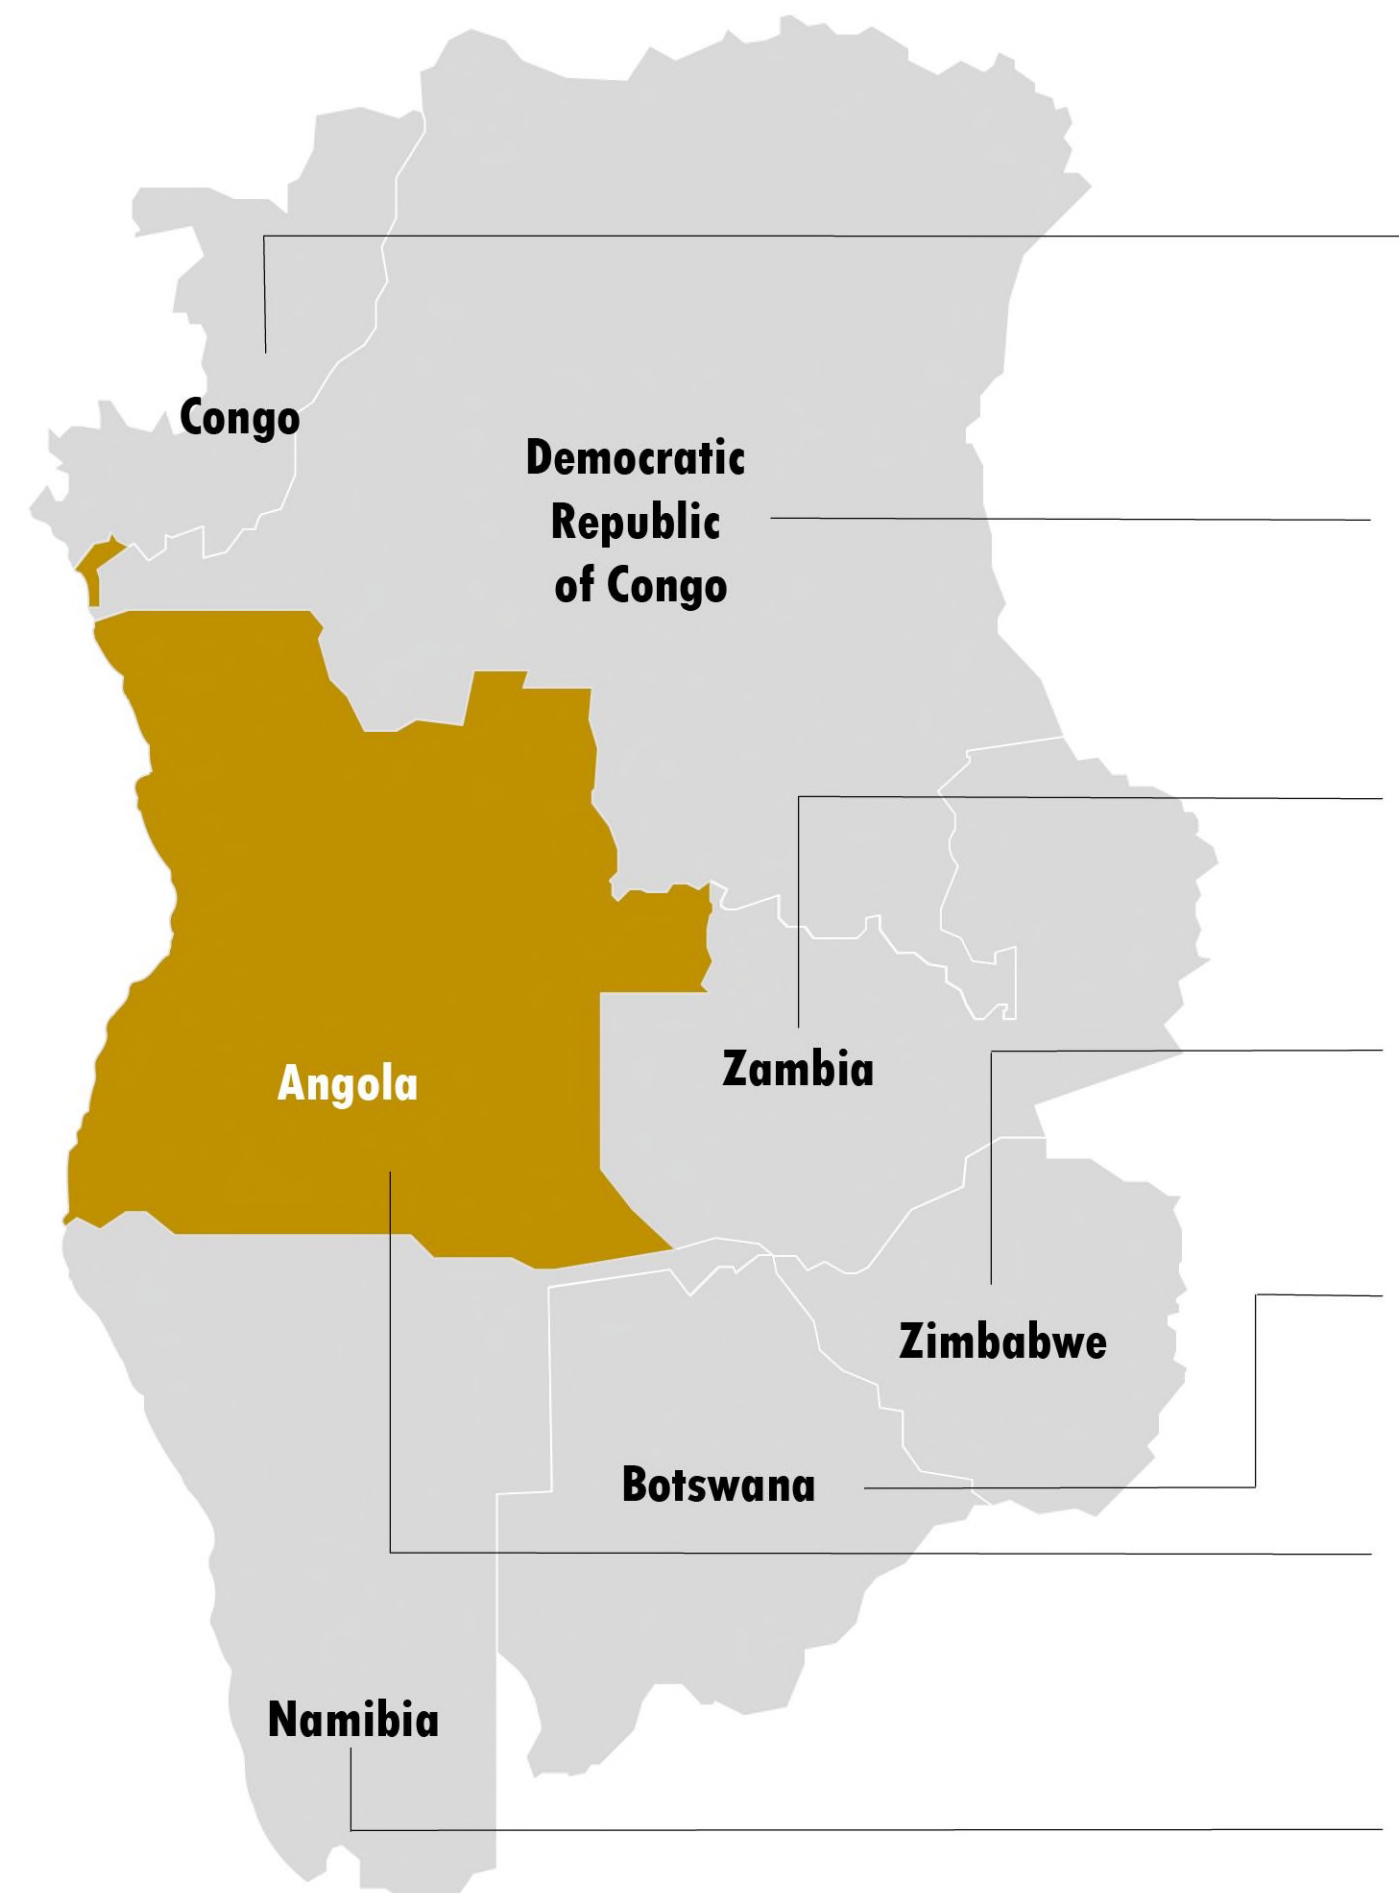 Congo
Democratic
Republic
of Congo
Angola
Zambia
Zimbabwe
Botswana
Namibia